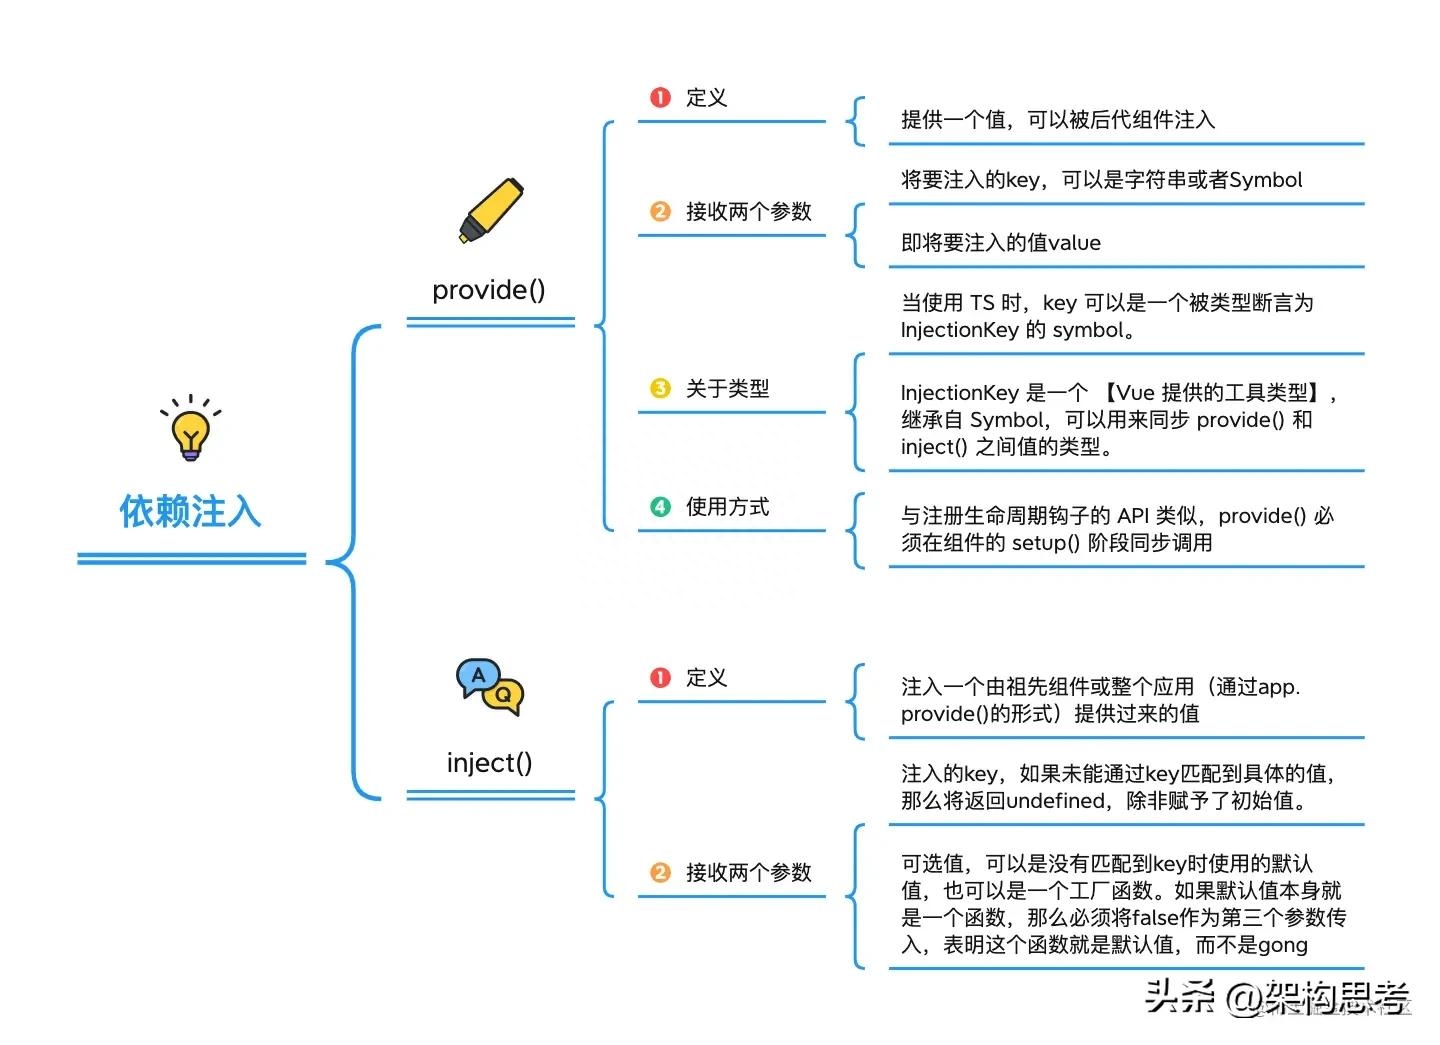 依赖注入
provide()
1 定义
提供一个值，可以被后代组件注入
2 接收两个参数
将要注入的key，可以是字符串或者Symbol
即将要注入的值value
3 关于类型
当使用 TS 时，key 可以是一个被类型断言为
InjectionKey 的 symbol。
InjectionKey 是一个 【Vue 提供的工具类型】，
继承自 Symbol，可以用来同步 provide() 和
inject() 之间值的类型。
4 使用方式
与注册生命周期钩子的 API 类似，provide() 必
须在组件的 setup() 阶段同步调用
A
Q
inject()
1 定义
注入一个由祖先组件或整个应用（通过app.
provide()的形式）提供过来的值
2 接收两个参数
注入的key，如果未能通过key匹配到具体的值，
那么将返回undefined，除非赋予了初始值。
可选值，可以是没有匹配到key时使用的默认
值，也可以是一个工厂函数。如果默认值本身就
是一个函数，那么必须将false作为第三个参数传
入，表明这个函数就是默认值，而不是gong
头条 @架构思考